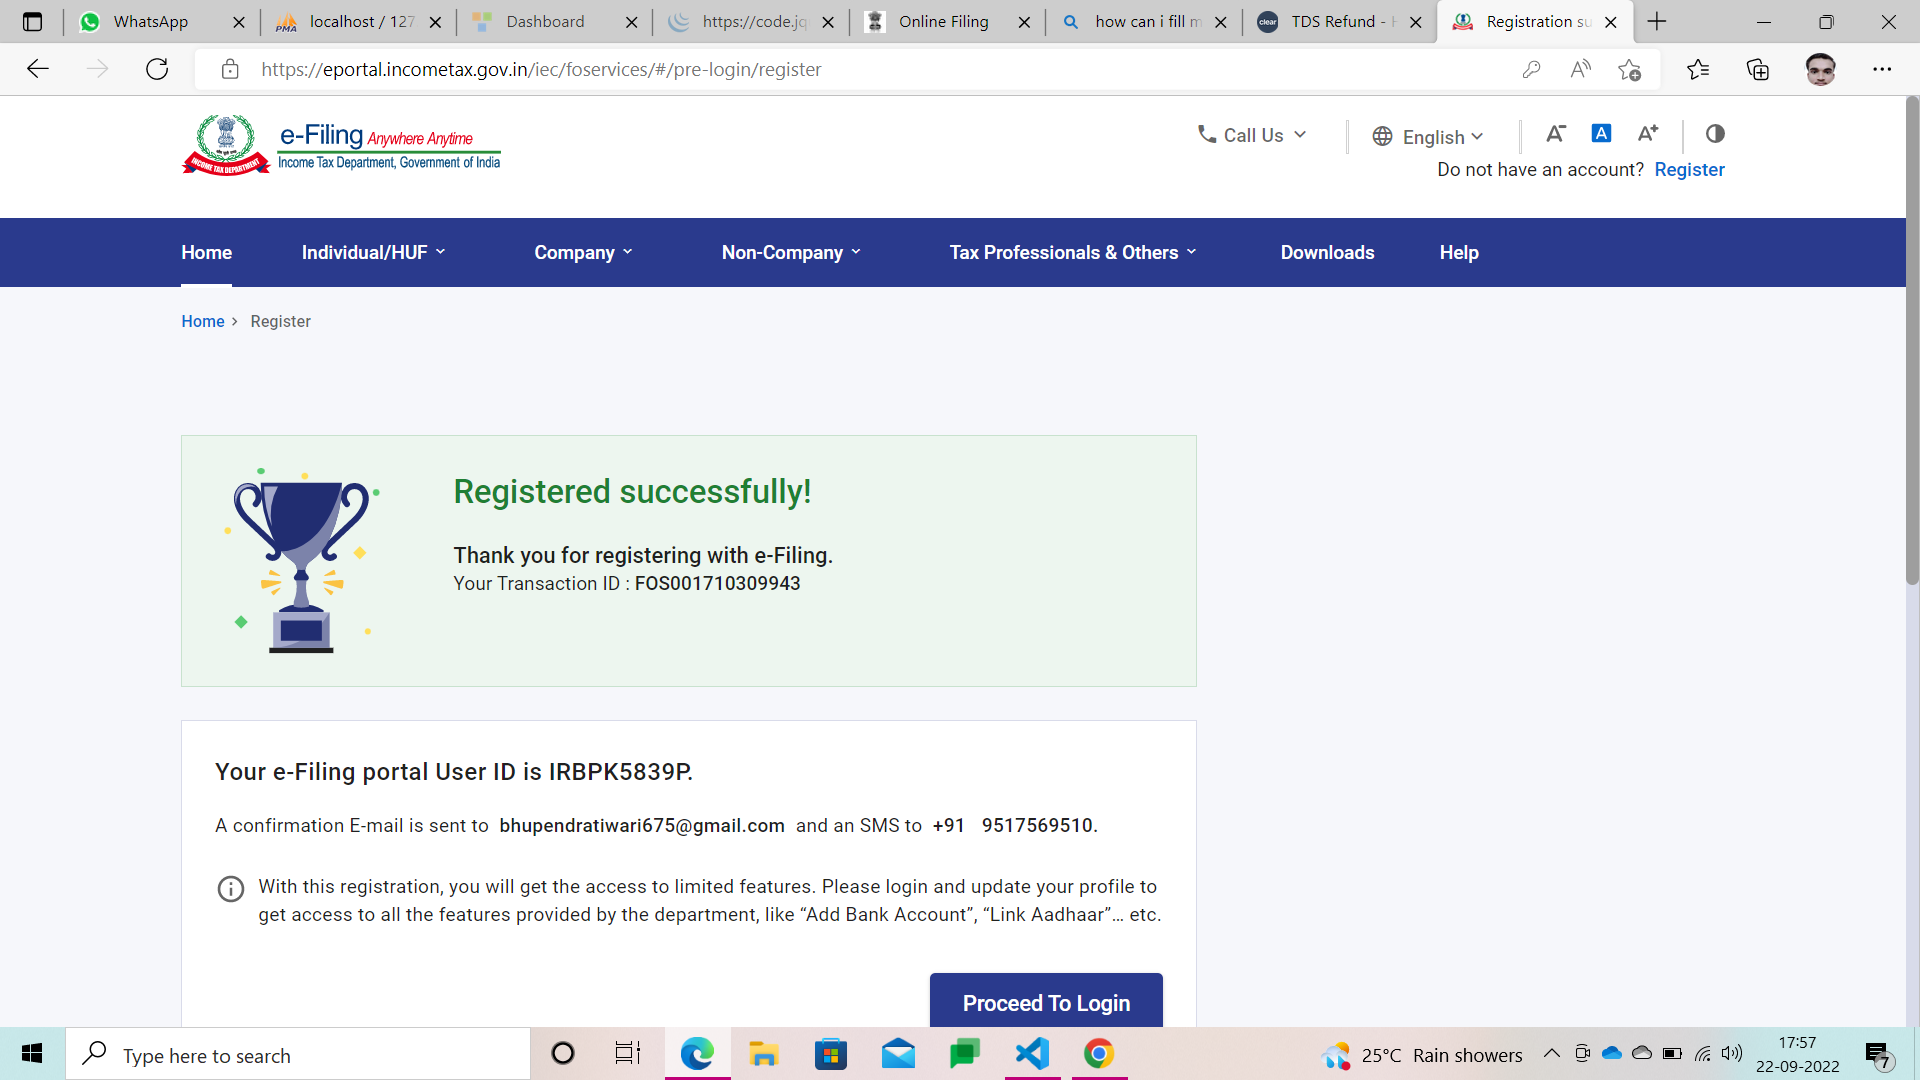 WhatsApp
localhost / 127
Dashboard
https://code.jq
Online Filing
how can i fill m
TDS Refund - H
Registration su
https://eportal.incometax.gov.in/iec/foservices/#/pre-login/register
INCOME TAX DEPARTMENT
e-Filing Anywhere Anytime
Income Tax Department, Government of India
Call Us
English
A-
A
A+
Do not have an account? Register
Home
Individual/HUF
Company
Non-Company
Tax Professionals & Others
Downloads
Help
Home > Register
Registered successfully!
Thank you for registering with e-Filing.
Your Transaction ID : FOS001710309943
Your e-Filing portal User ID is IRBPK5839P.
A confirmation E-mail is sent to bhupendratiwari675@gmail.com and an SMS to +91 9517569510.
With this registration, you will get the access to limited features. Please login and update your profile to
get access to all the features provided by the department, like “Add Bank Account”, “Link Aadhaar”... etc.
Proceed To Login
Type here to search
25°C Rain showers
17:57
22-09-2022
7